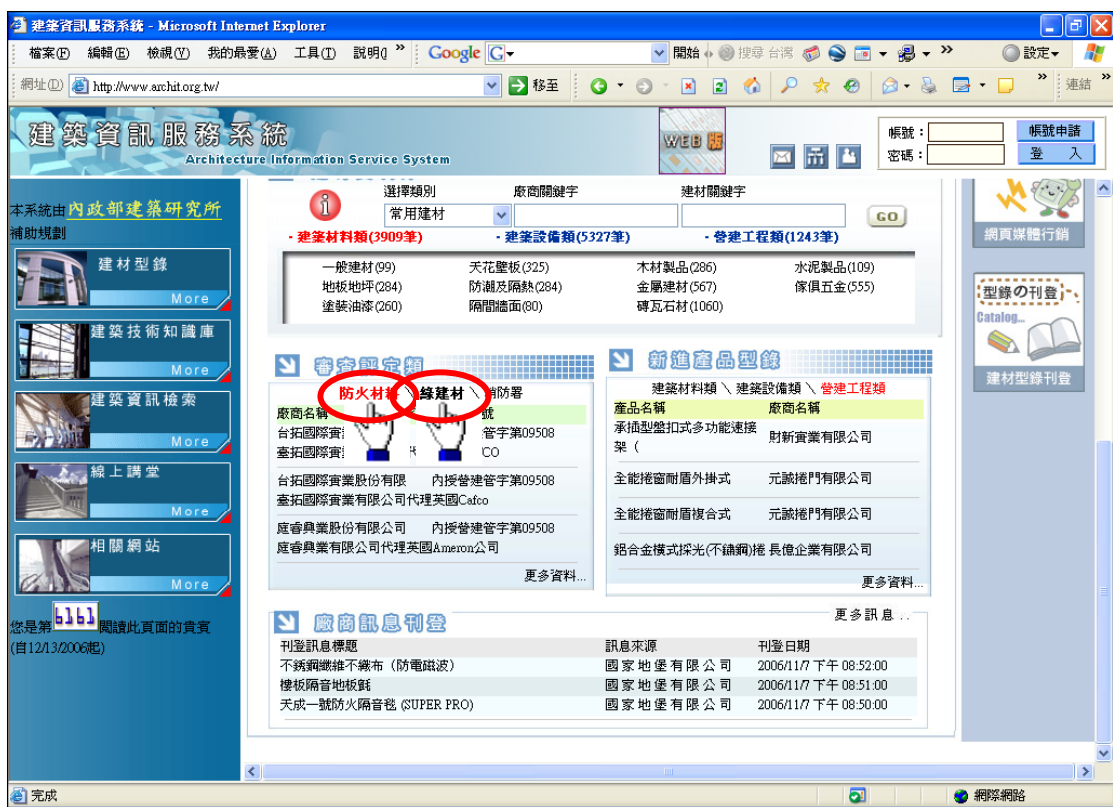 建築資訊服務系統 - Microsoft Internet Explorer
檔案(F) 編輯(E) 檢視(V) 我的最愛(A) 工具(T) 說明( » Google G 開始 搜尋 台灣 » 設定
網址(D) http://www.archit.org.tw/ 移至 » 連結 »
建築資訊服務系統
Architecture Information Service System
WEB 版
帳號： 帳號申請
密碼： 登 入
本系統由內政部建築研究所
補助規劃
建材型錄
More
建築技術知識庫
More
建築資訊檢索
More
線上講堂
More
相關網站
More
您是第 6161 閱讀此頁面的貴賓
(自12/13/2006起)
選擇類別 廠商關鍵字 建材關鍵字
常用建材 GO
· 建築材料類(3909筆) · 建築設備類(5327筆) · 營建工程類(1243筆)
一般建材(99) 天花壁板(325) 木材製品(286) 水泥製品(109)
地板地坪(284) 防潮及隔熱(284) 金屬建材(567) 傢俱五金(555)
塗裝油漆(260) 隔間牆面(80) 磚瓦石材(1060)
審查評定類
防火材料 \ 綠建材 \ 消防署
廠商名稱 號
台拓國際實 管字第09508
臺拓國際實 CO
台拓國際實業股份有限 內授營建管字第09508
臺拓國際實業有限公司代理英國Cafco
庭睿興業股份有限公司 內授營建管字第09508
庭睿興業有限公司代理英國Ameron公司
更多資料...
新進產品型錄
建築材料類 \ 建築設備類 \ 營建工程類
產品名稱 廠商名稱
承插型盤扣式多功能連接架（ 財新實業有限公司
全能捲窗耐盾外掛式 元誠捲門有限公司
全能捲窗耐盾複合式 元誠捲門有限公司
鋁合金橫式採光(不鏽鋼)捲 長億企業有限公司
更多資料...
廠商訊息刊登 更多訊息...
刊登訊息標題 訊息來源 刊登日期
不銹鋼纖維不織布（防電磁波） 國家地堡有限公司 2006/11/7 下午 08:52:00
樓板隔音地板氈 國家地堡有限公司 2006/11/7 下午 08:51:00
天成一號防火隔音毯 (SUPER PRO) 國家地堡有限公司 2006/11/7 下午 08:50:00
網頁媒體行銷
型錄の刊登
Catalog...
建材型錄刊登
完成 網際網路